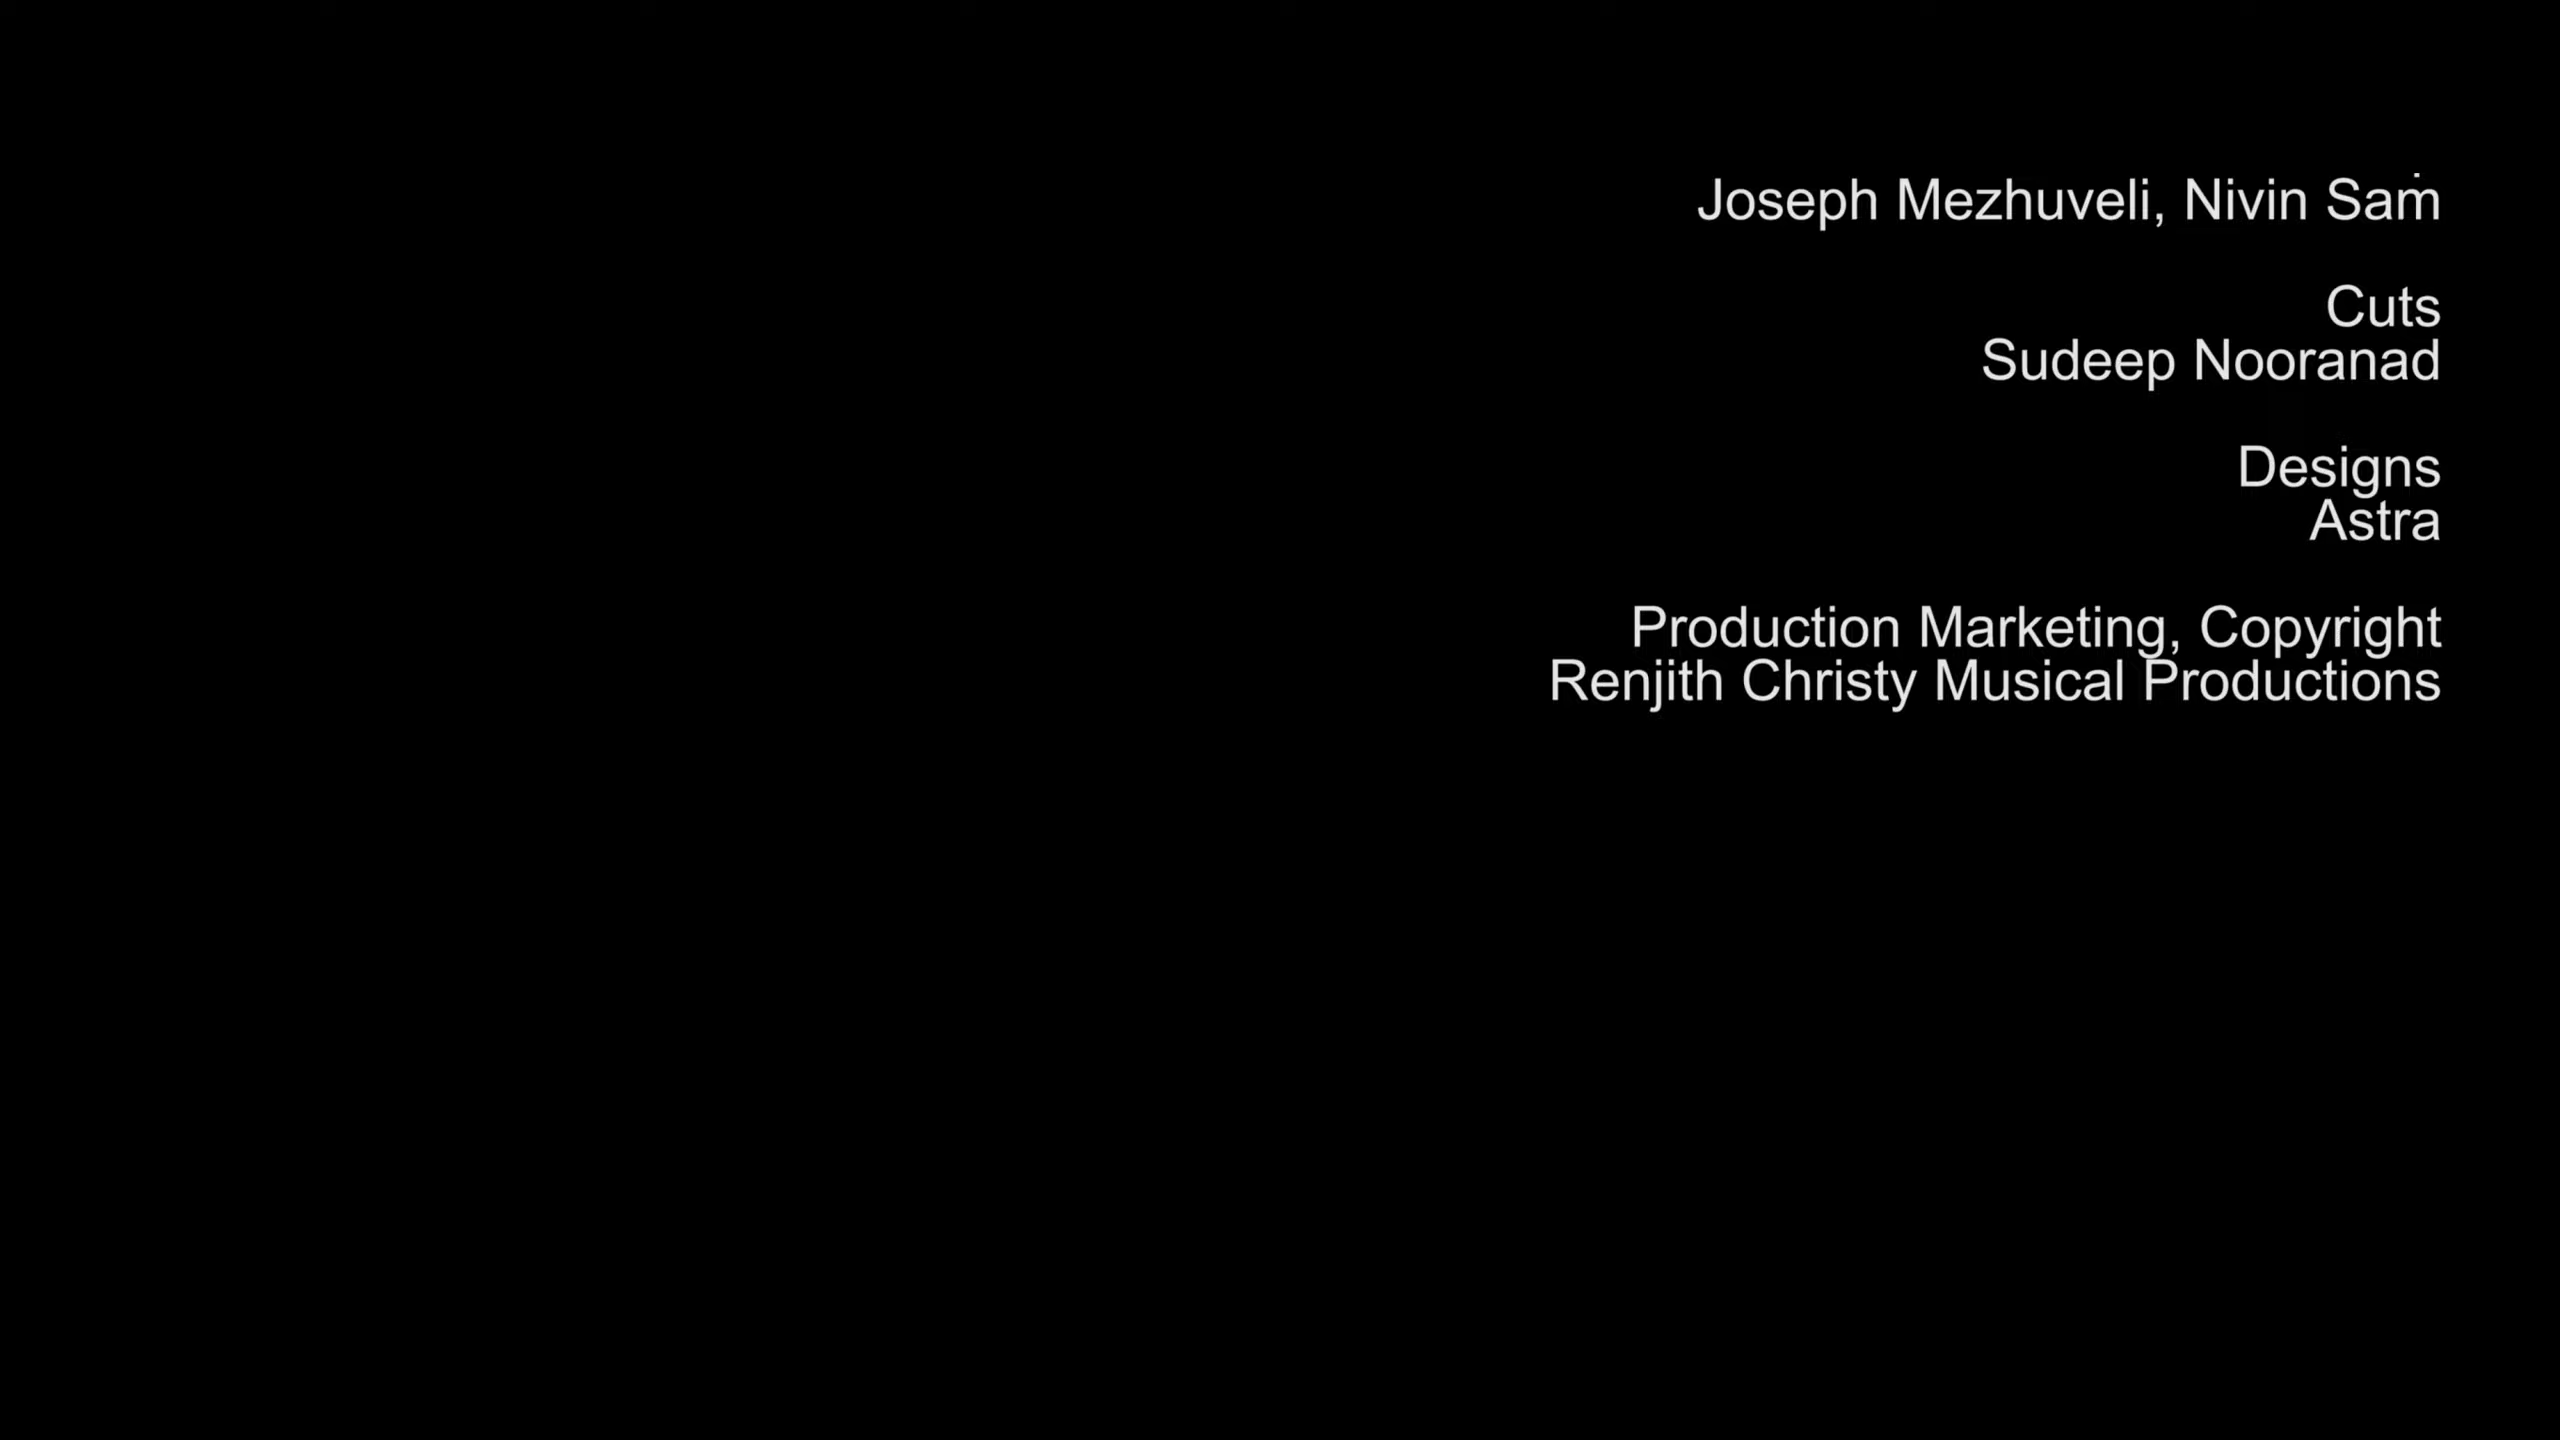 Joseph Mezhuveli, Nivin Sam
Cuts
Sudeep Nooranad
Designs
Astra
Production Marketing, Copyright
Renjith Christy Musical Productions